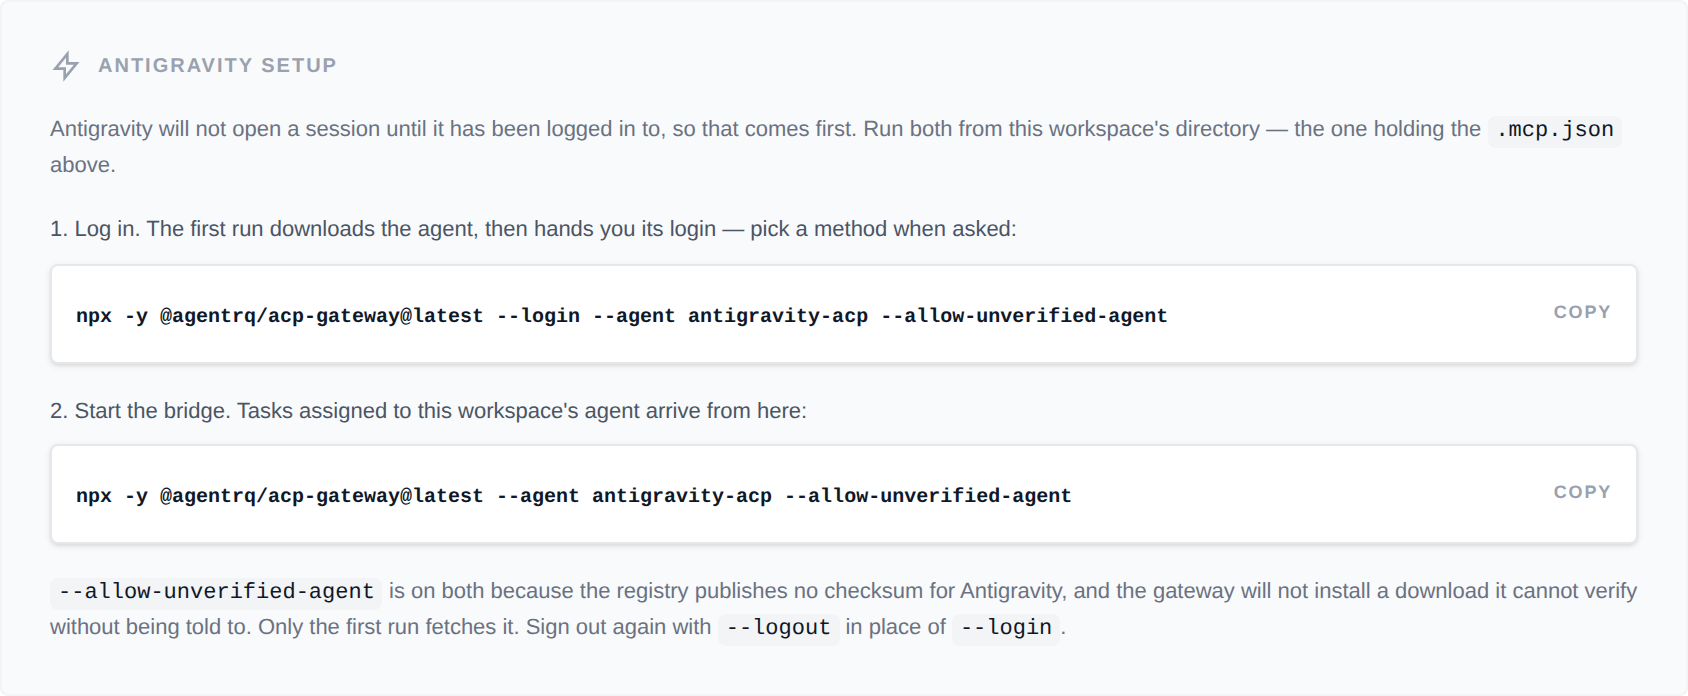 ANTIGRAVITY SETUP
Antigravity will not open a session until it has been logged in to, so that comes first. Run both from this workspace's directory — the one holding the .mcp.json
above.
1. Log in. The first run downloads the agent, then hands you its login — pick a method when asked:
npx -y @agentrq/acp-gateway@latest --login --agent antigravity-acp --allow-unverified-agent
COPY
2. Start the bridge. Tasks assigned to this workspace's agent arrive from here:
npx -y @agentrq/acp-gateway@latest --agent antigravity-acp --allow-unverified-agent
COPY
--allow-unverified-agent is on both because the registry publishes no checksum for Antigravity, and the gateway will not install a download it cannot verify
without being told to. Only the first run fetches it. Sign out again with --logout in place of --login.